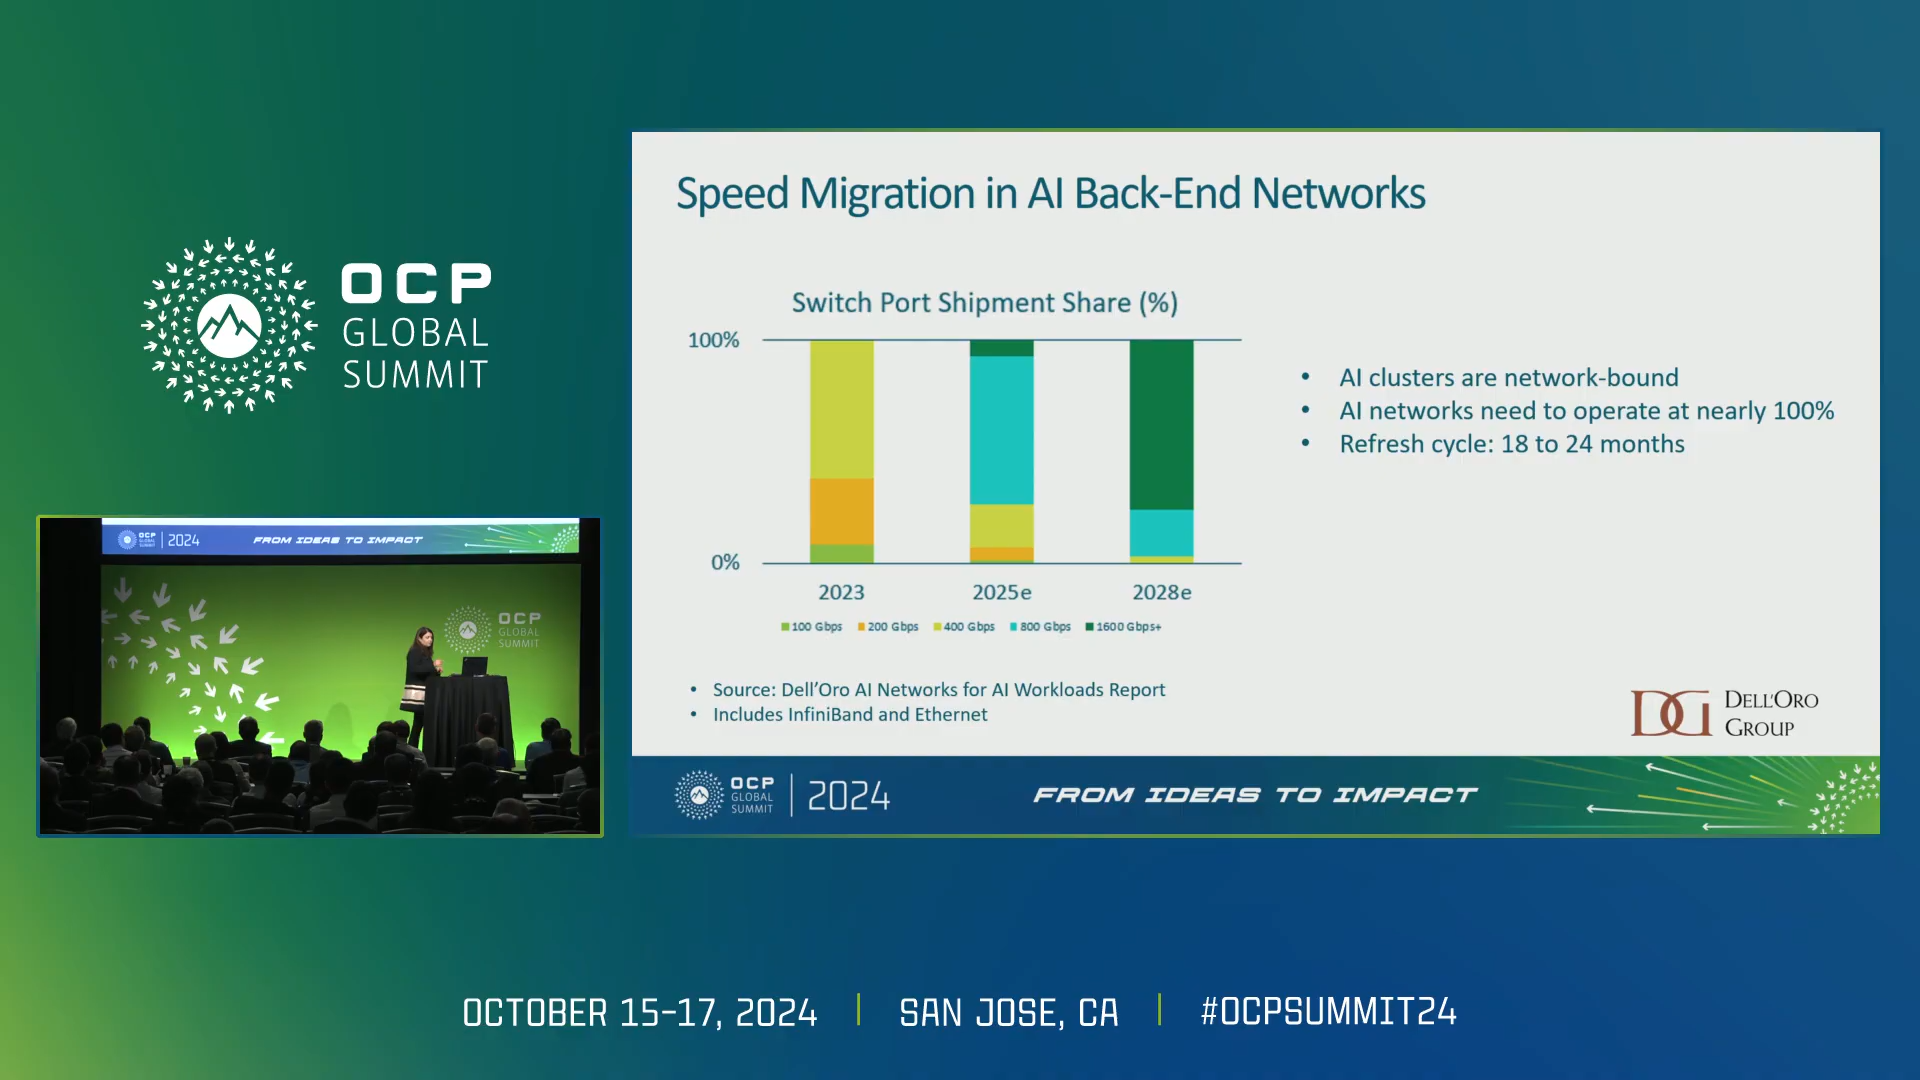 OCP
GLOBAL
SUMMIT
OCP
GLOBAL
SUMMIT
2024
FROM IDEAS TO IMPACT
OCP
GLOBAL
SUMMIT
Speed Migration in AI Back-End Networks
Switch Port Shipment Share (%)
100%
0%
2023 2025e 2028e
100 Gbps 200 Gbps 400 Gbps 800 Gbps 1600 Gbps+
• AI clusters are network-bound
• AI networks need to operate at nearly 100%
• Refresh cycle: 18 to 24 months
• Source: Dell’Oro AI Networks for AI Workloads Report
• Includes InfiniBand and Ethernet
DG
DELL’ORO
GROUP
OCP
GLOBAL
SUMMIT
2024
FROM IDEAS TO IMPACT
OCTOBER 15-17, 2024 | SAN JOSE, CA | #OCPSUMMIT24